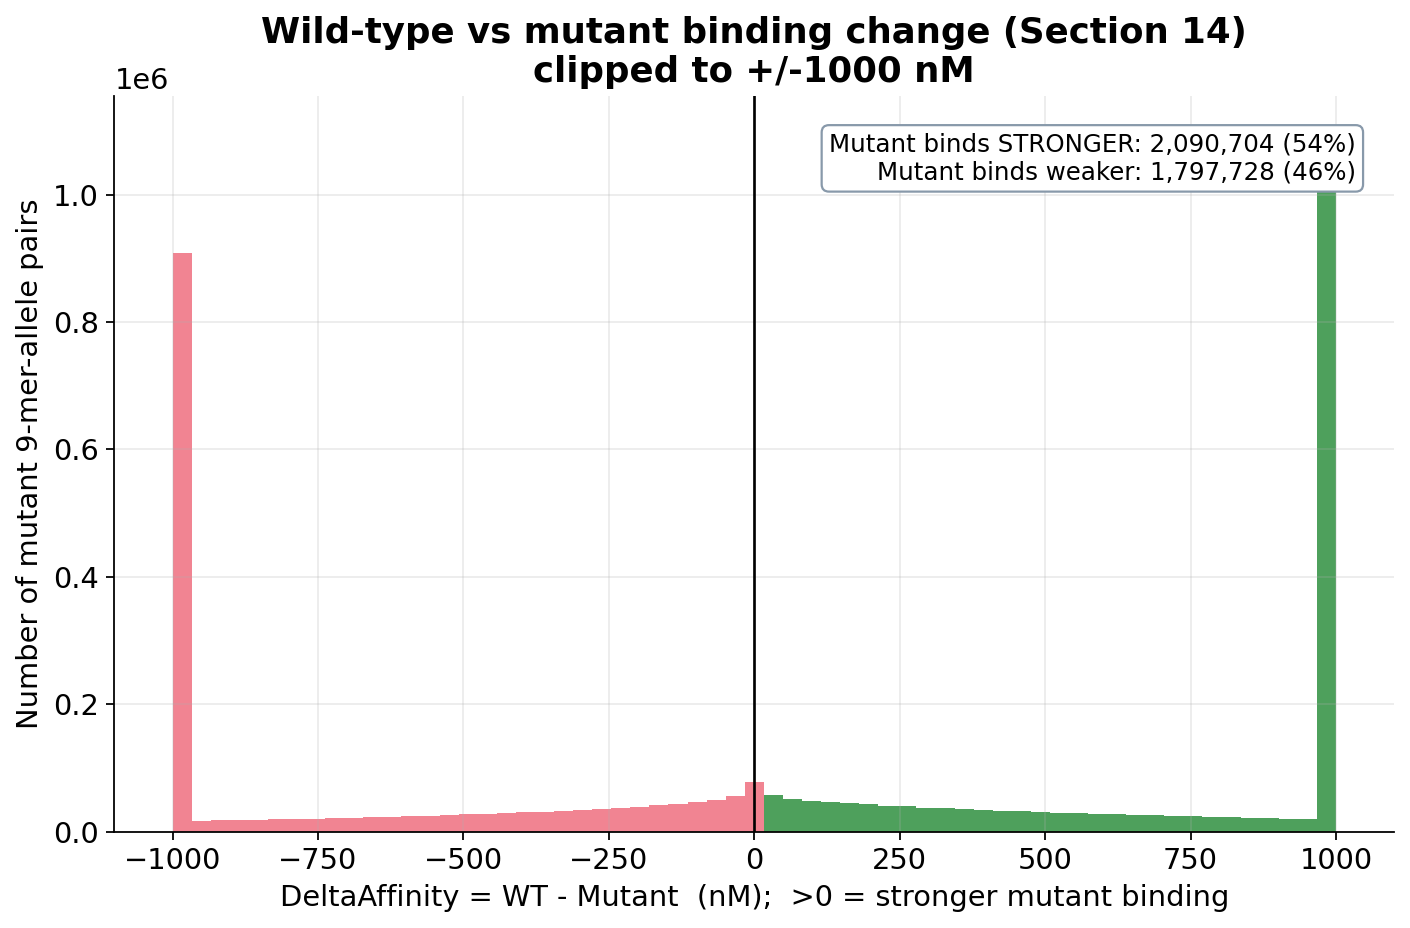 Wild-type vs mutant binding change (Section 14)
clipped to +/-1000 nM
1e6
Mutant binds STRONGER: 2,090,704 (54%)
Mutant binds weaker: 1,797,728 (46%)
Number of mutant 9-mer-allele pairs
1.0
0.8
0.6
0.4
0.2
0.0
−1000 −750 −500 −250 0 250 500 750 1000
DeltaAffinity = WT - Mutant (nM); >0 = stronger mutant binding